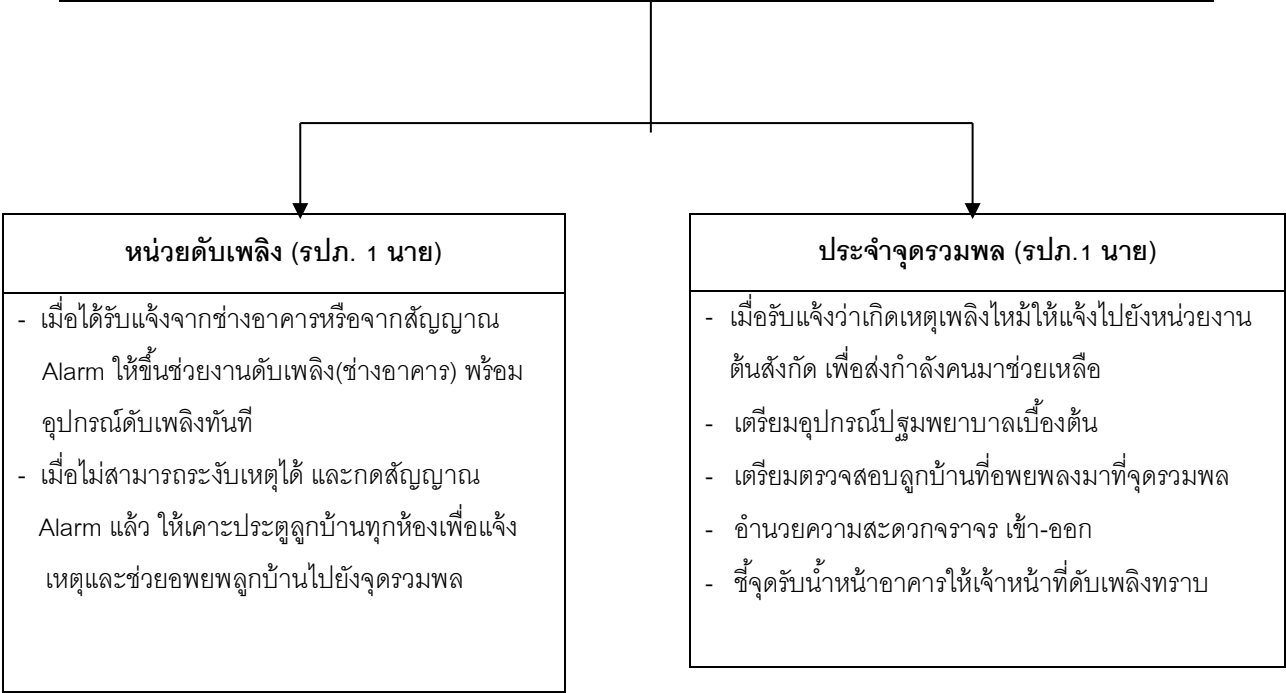 หน่วยดับเพลิง (รปภ. 1 นาย)
- เมื่อได้รับแจ้งจากช่างอาคารหรือจากสัญญาณ
Alarm ให้ขึ้นช่วยงานดับเพลิง(ช่างอาคาร) พร้อม
อุปกรณ์ดับเพลิงทันที
- เมื่อไม่สามารถระงับเหตุได้ และกดสัญญาณ
Alarm แล้ว ให้เคาะประตูลูกบ้านทุกห้องเพื่อแจ้ง
เหตุและช่วยอพยพลูกบ้านไปยังจุดรวมพล
ประจำจุดรวมพล (รปภ.1 นาย)
- เมื่อรับแจ้งว่าเกิดเหตุเพลิงไหม้ให้แจ้งไปยังหน่วยงาน
ต้นสังกัด เพื่อส่งกำลังคนมาช่วยเหลือ
- เตรียมอุปกรณ์ปฐมพยาบาลเบื้องต้น
- เตรียมตรวจสอบลูกบ้านที่อพยพลงมาที่จุดรวมพล
- อำนวยความสะดวกจราจร เข้า-ออก
- ชี้จุดรับน้ำหน้าอาคารให้เจ้าหน้าที่ดับเพลิงทราบ